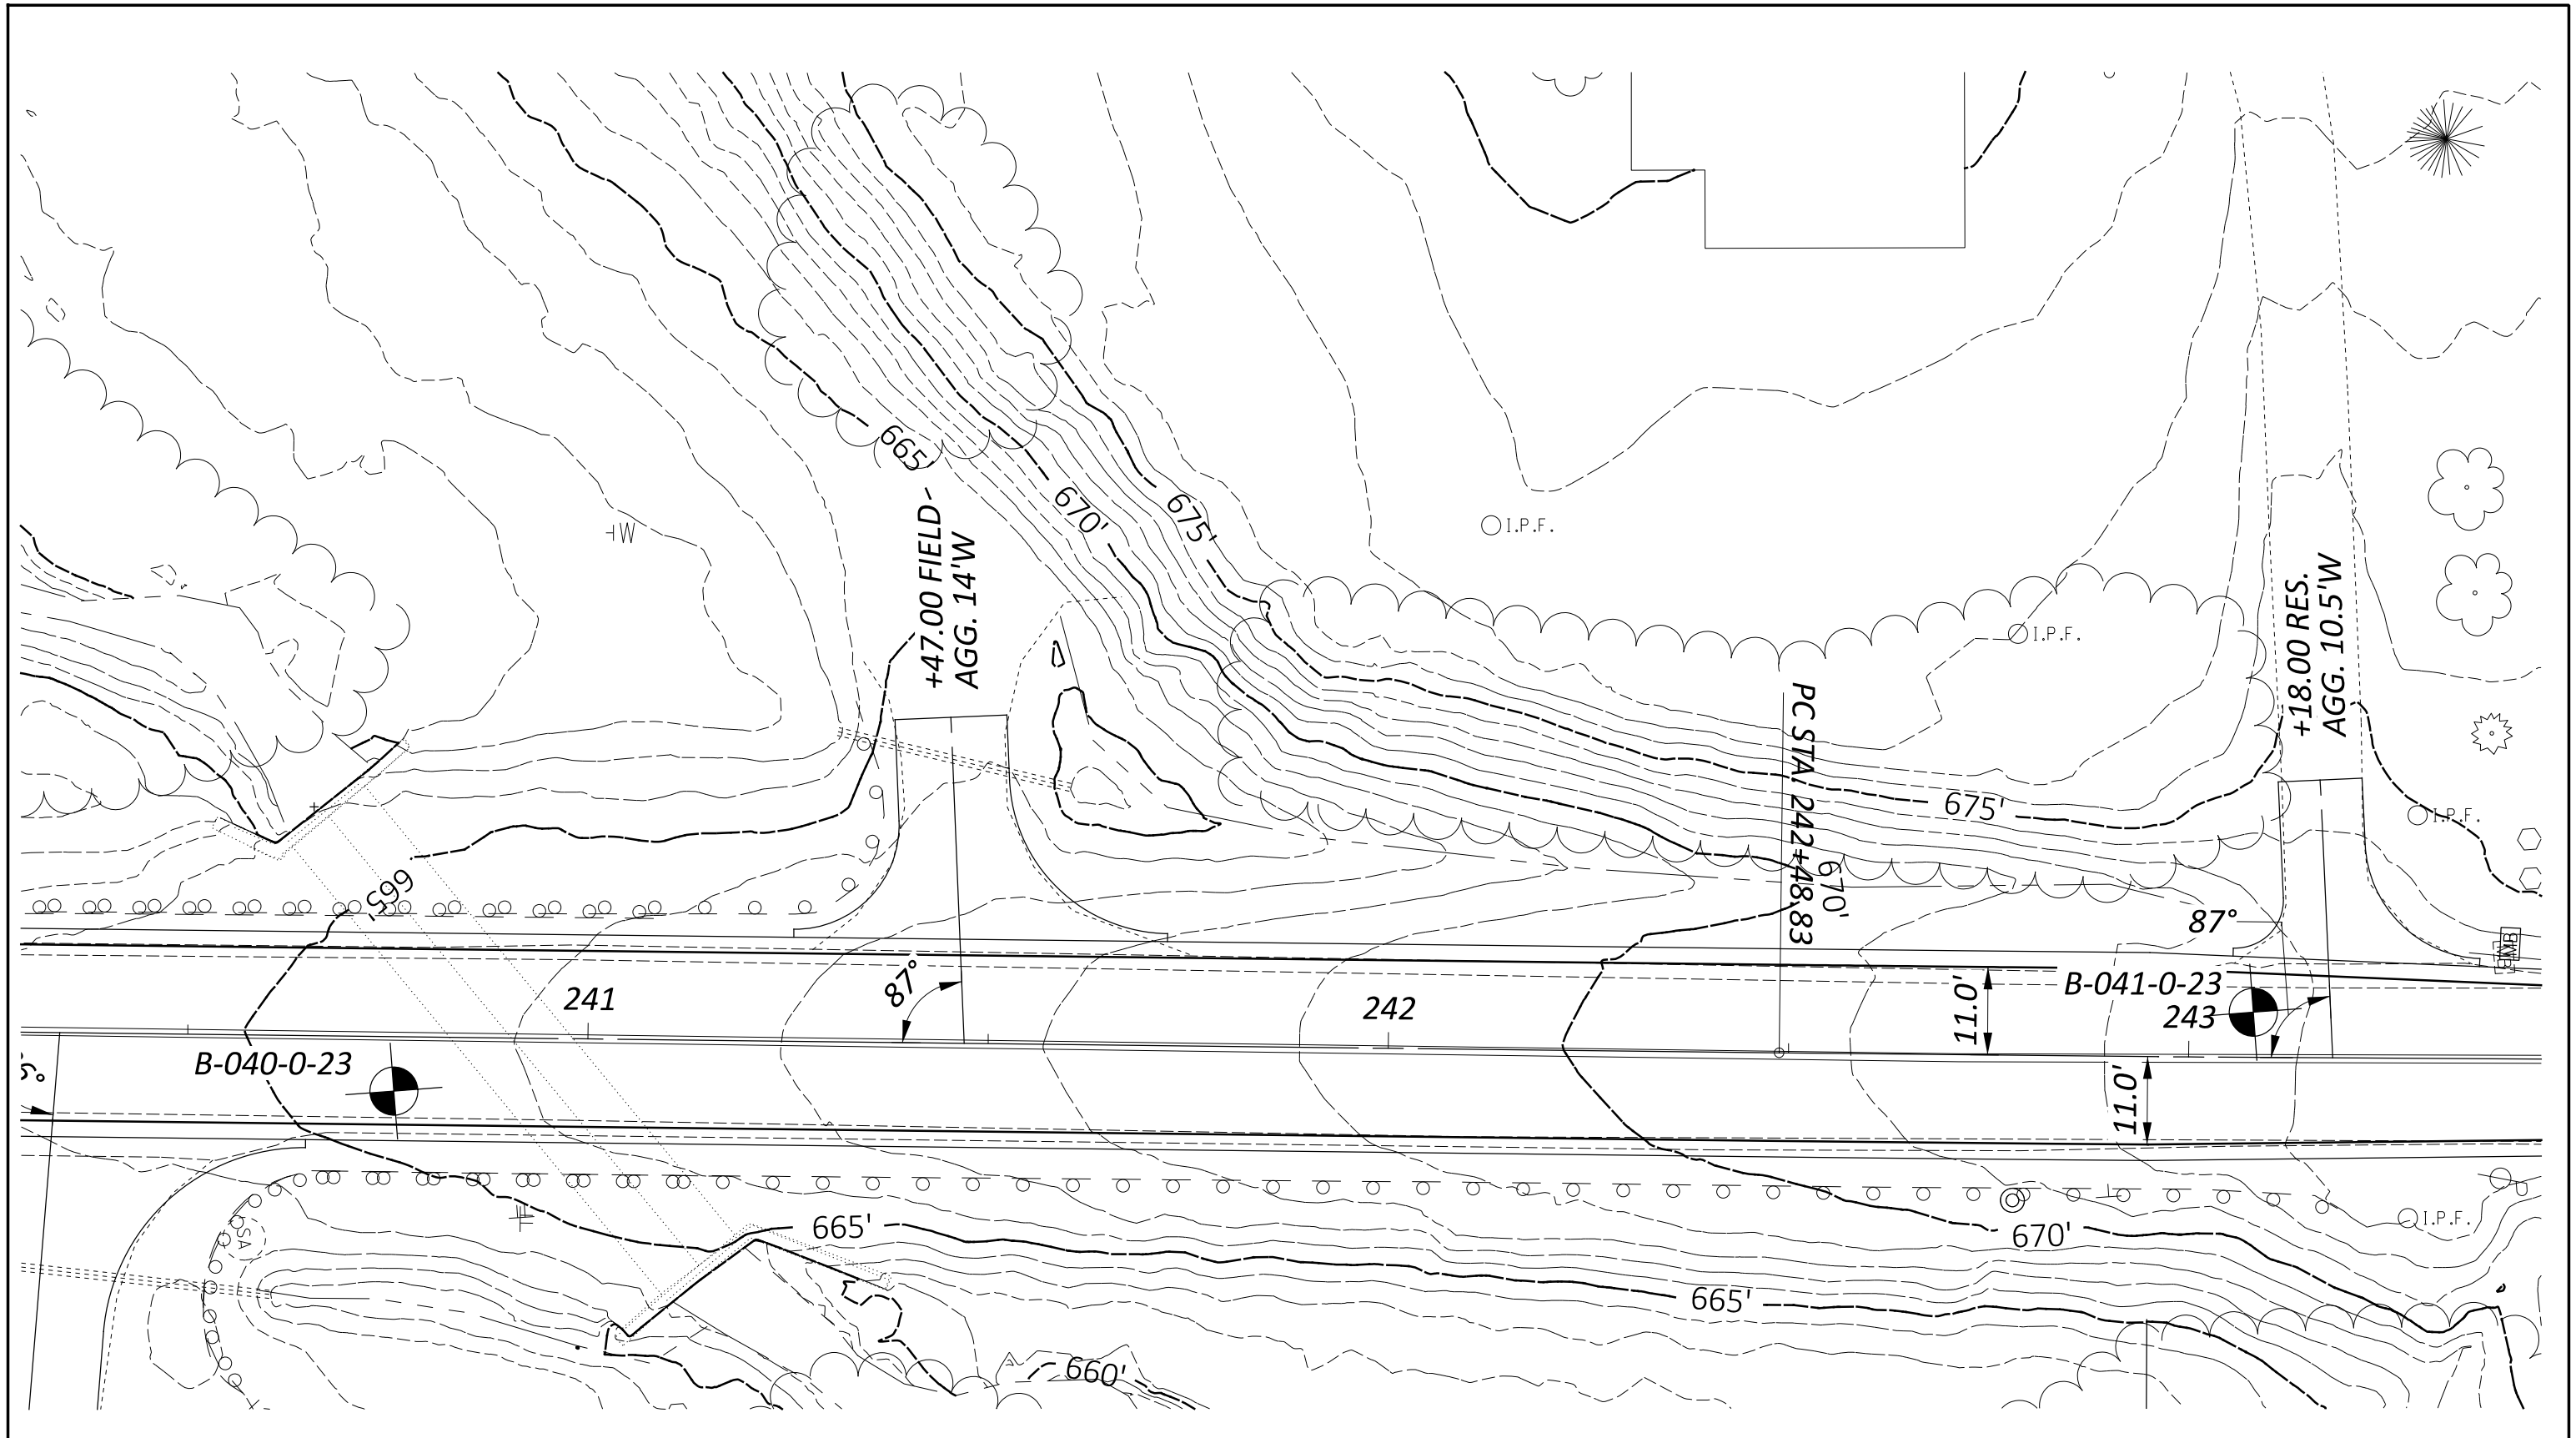 665'
670'
675'
W
I.P.F.
+47.00 FIELD
AGG. 14'W
I.P.F.
+18.00 RES.
AGG. 10.5'W
PC STA. 242+48.83
675'
I.P.F.
665'
670'
87°
MB
241
87°
242
11.0'
B-041-0-23
243
B-040-0-23
11.0'
SA
665'
670'
I.P.F.
665'
660'